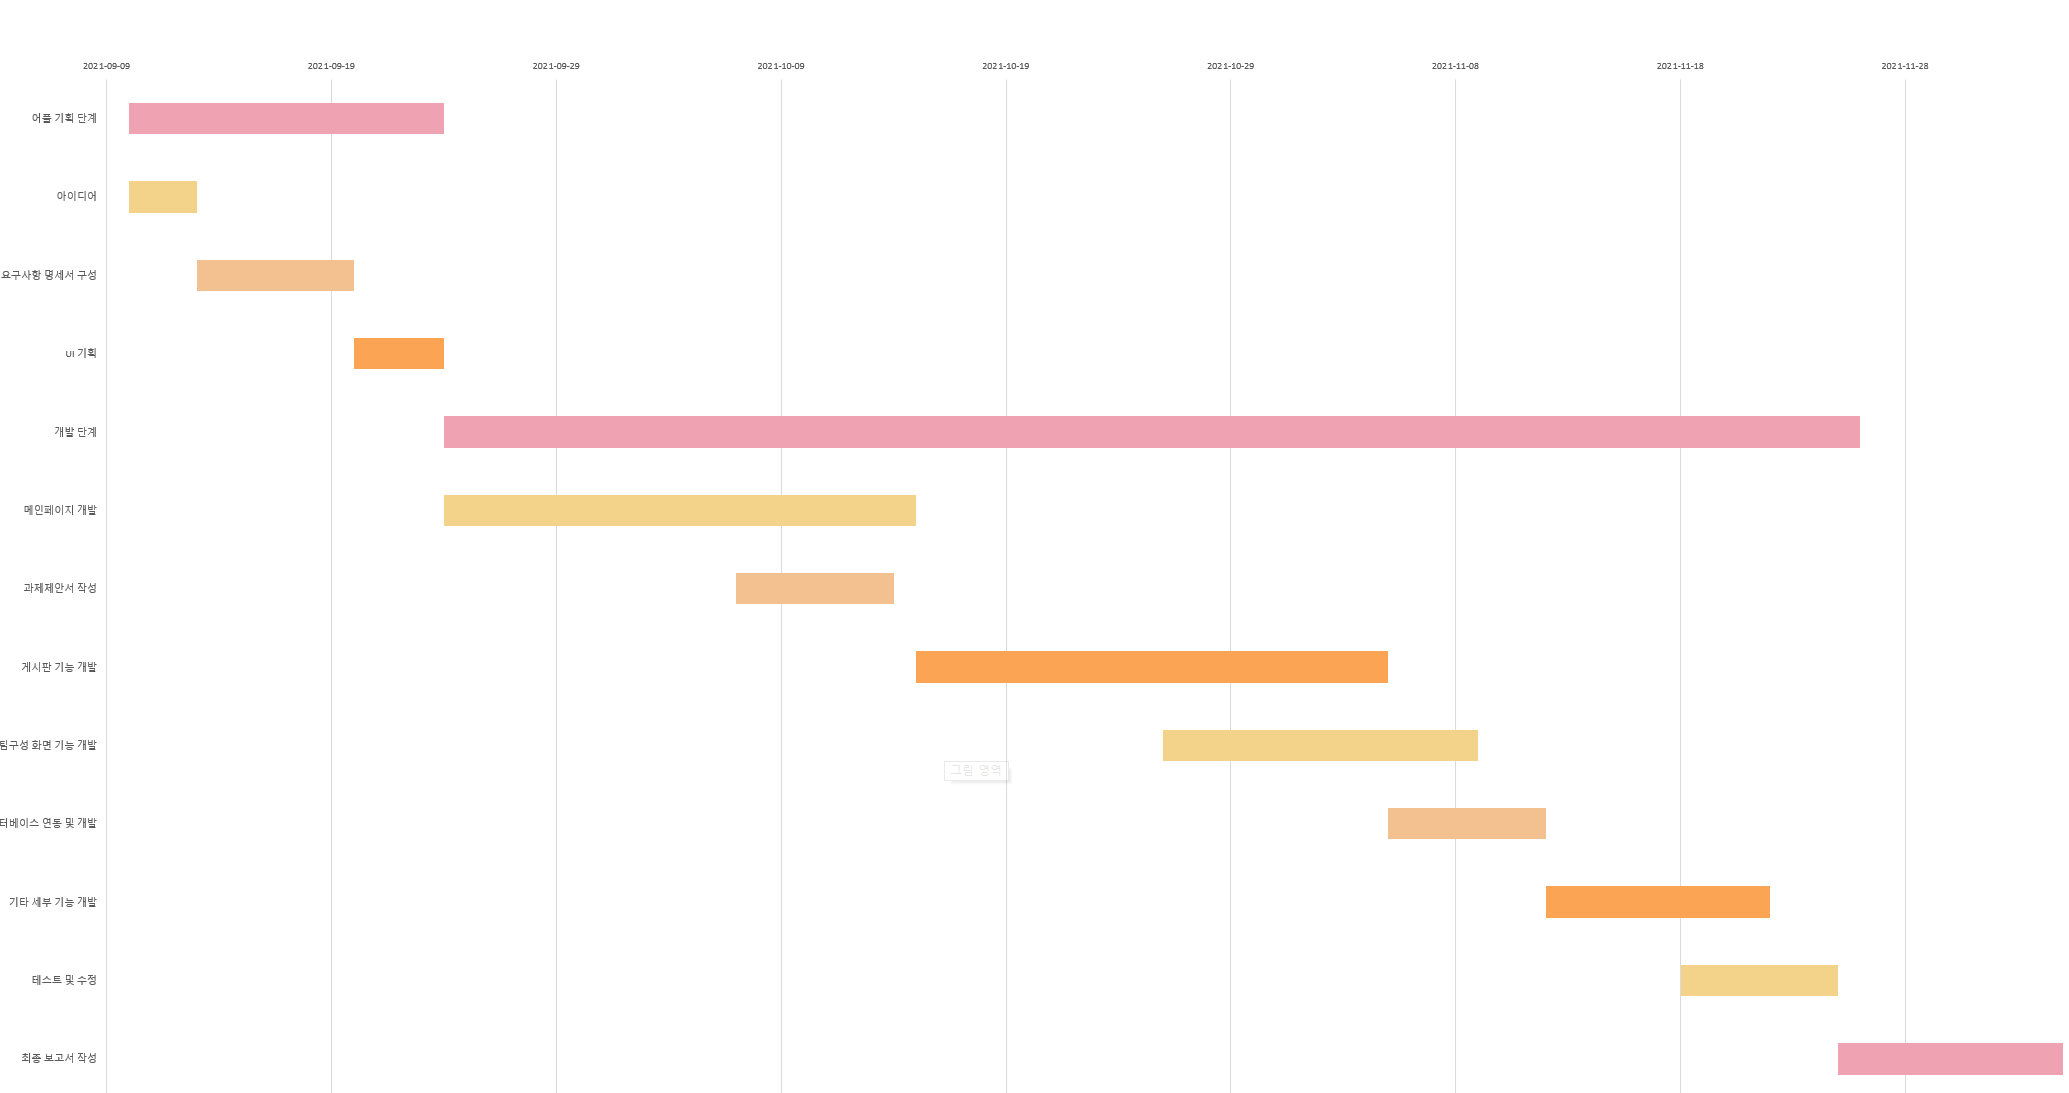 2021-09-09 2021-09-19 2021-09-29 2021-10-09 2021-10-19 2021-10-29 2021-11-08 2021-11-18 2021-11-28
어플 기획 단계
아이디어
요구사항 명세서 구성
UI 기획
개발 단계
메인페이지 개발
과제제안서 작성
게시판 기능 개발
팀구성 화면 기능 개발
그림 영역
터베이스 연동 및 개발
기타 세부 기능 개발
테스트 및 수정
최종 보고서 작성